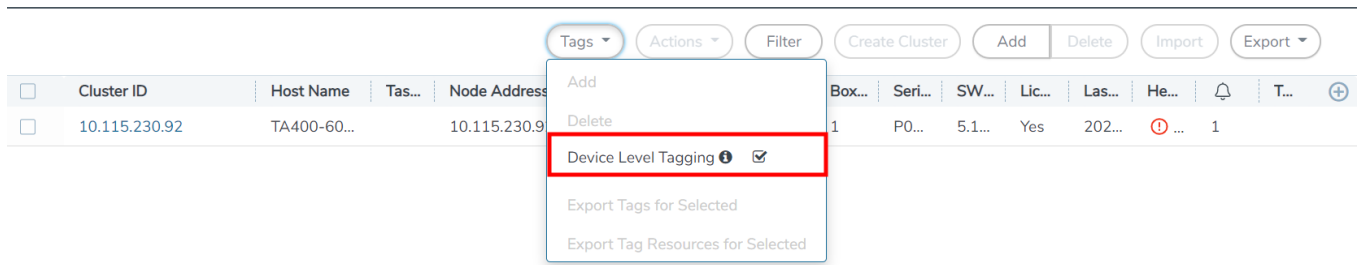 Tags Actions Filter Create Cluster Add Delete Import Export
Cluster ID Host Name Tas... Node Address Box... Seri... SW... Lic... Las... He... T...
10.115.230.92 TA400-60... 10.115.230.9 1 P0... 5.1... Yes 202... ... 1
Add
Delete
Device Level Tagging
Export Tags for Selected
Export Tag Resources for Selected